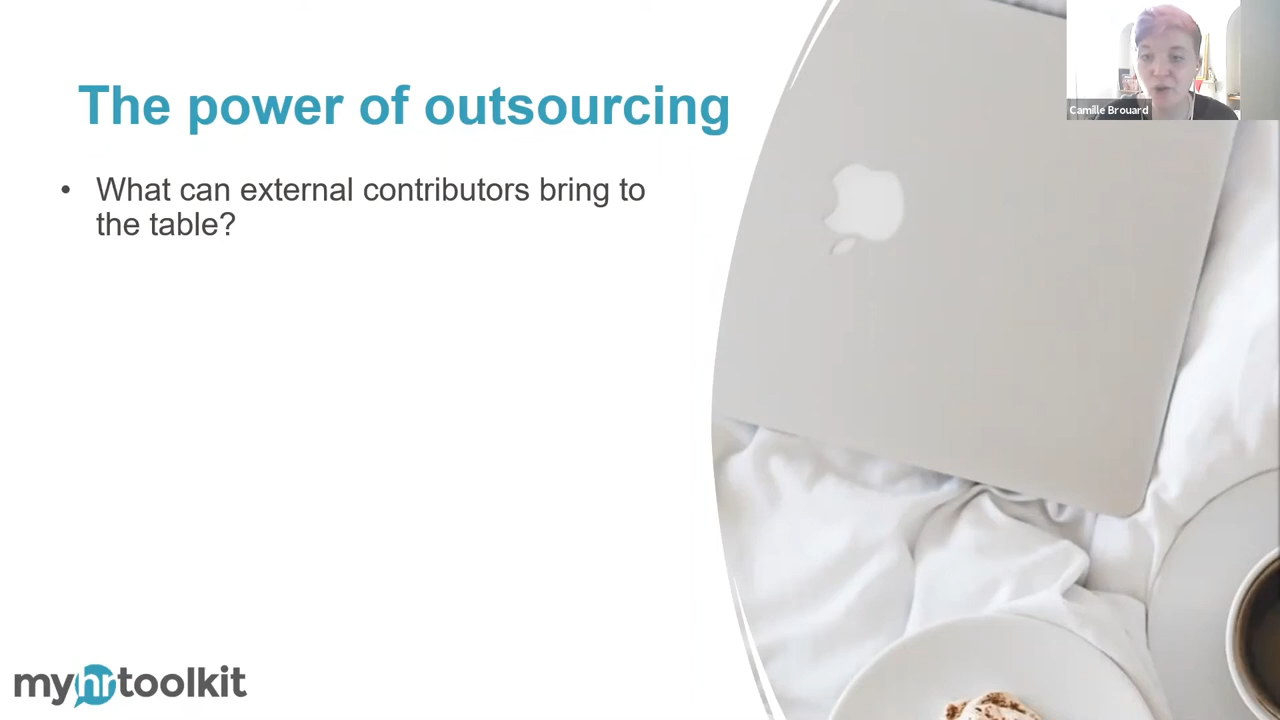 The power of outsourcing
• What can external contributors bring to
the table?
Camille Brouard
myhrtoolkit